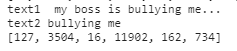 text1  my boss is bullying me...
text2 bullying me
[127, 3504, 16, 11902, 162, 734]